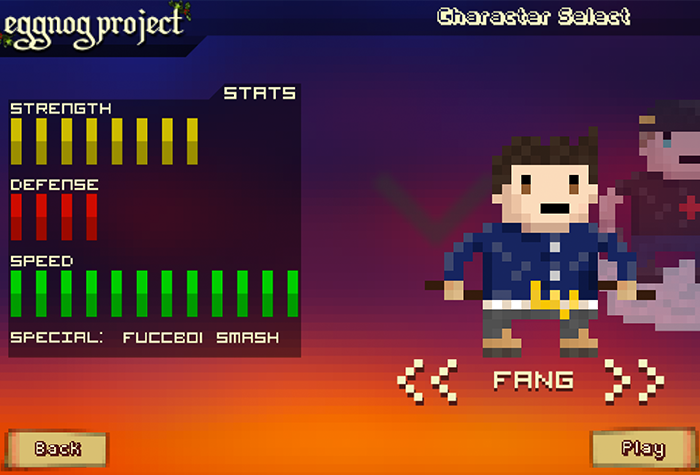 eggnog project
Character Select
STATS
STRENGTH
DEFENSE
SPEED
SPECIAL: FUCCBOI SMASH
FANG
Back
Play